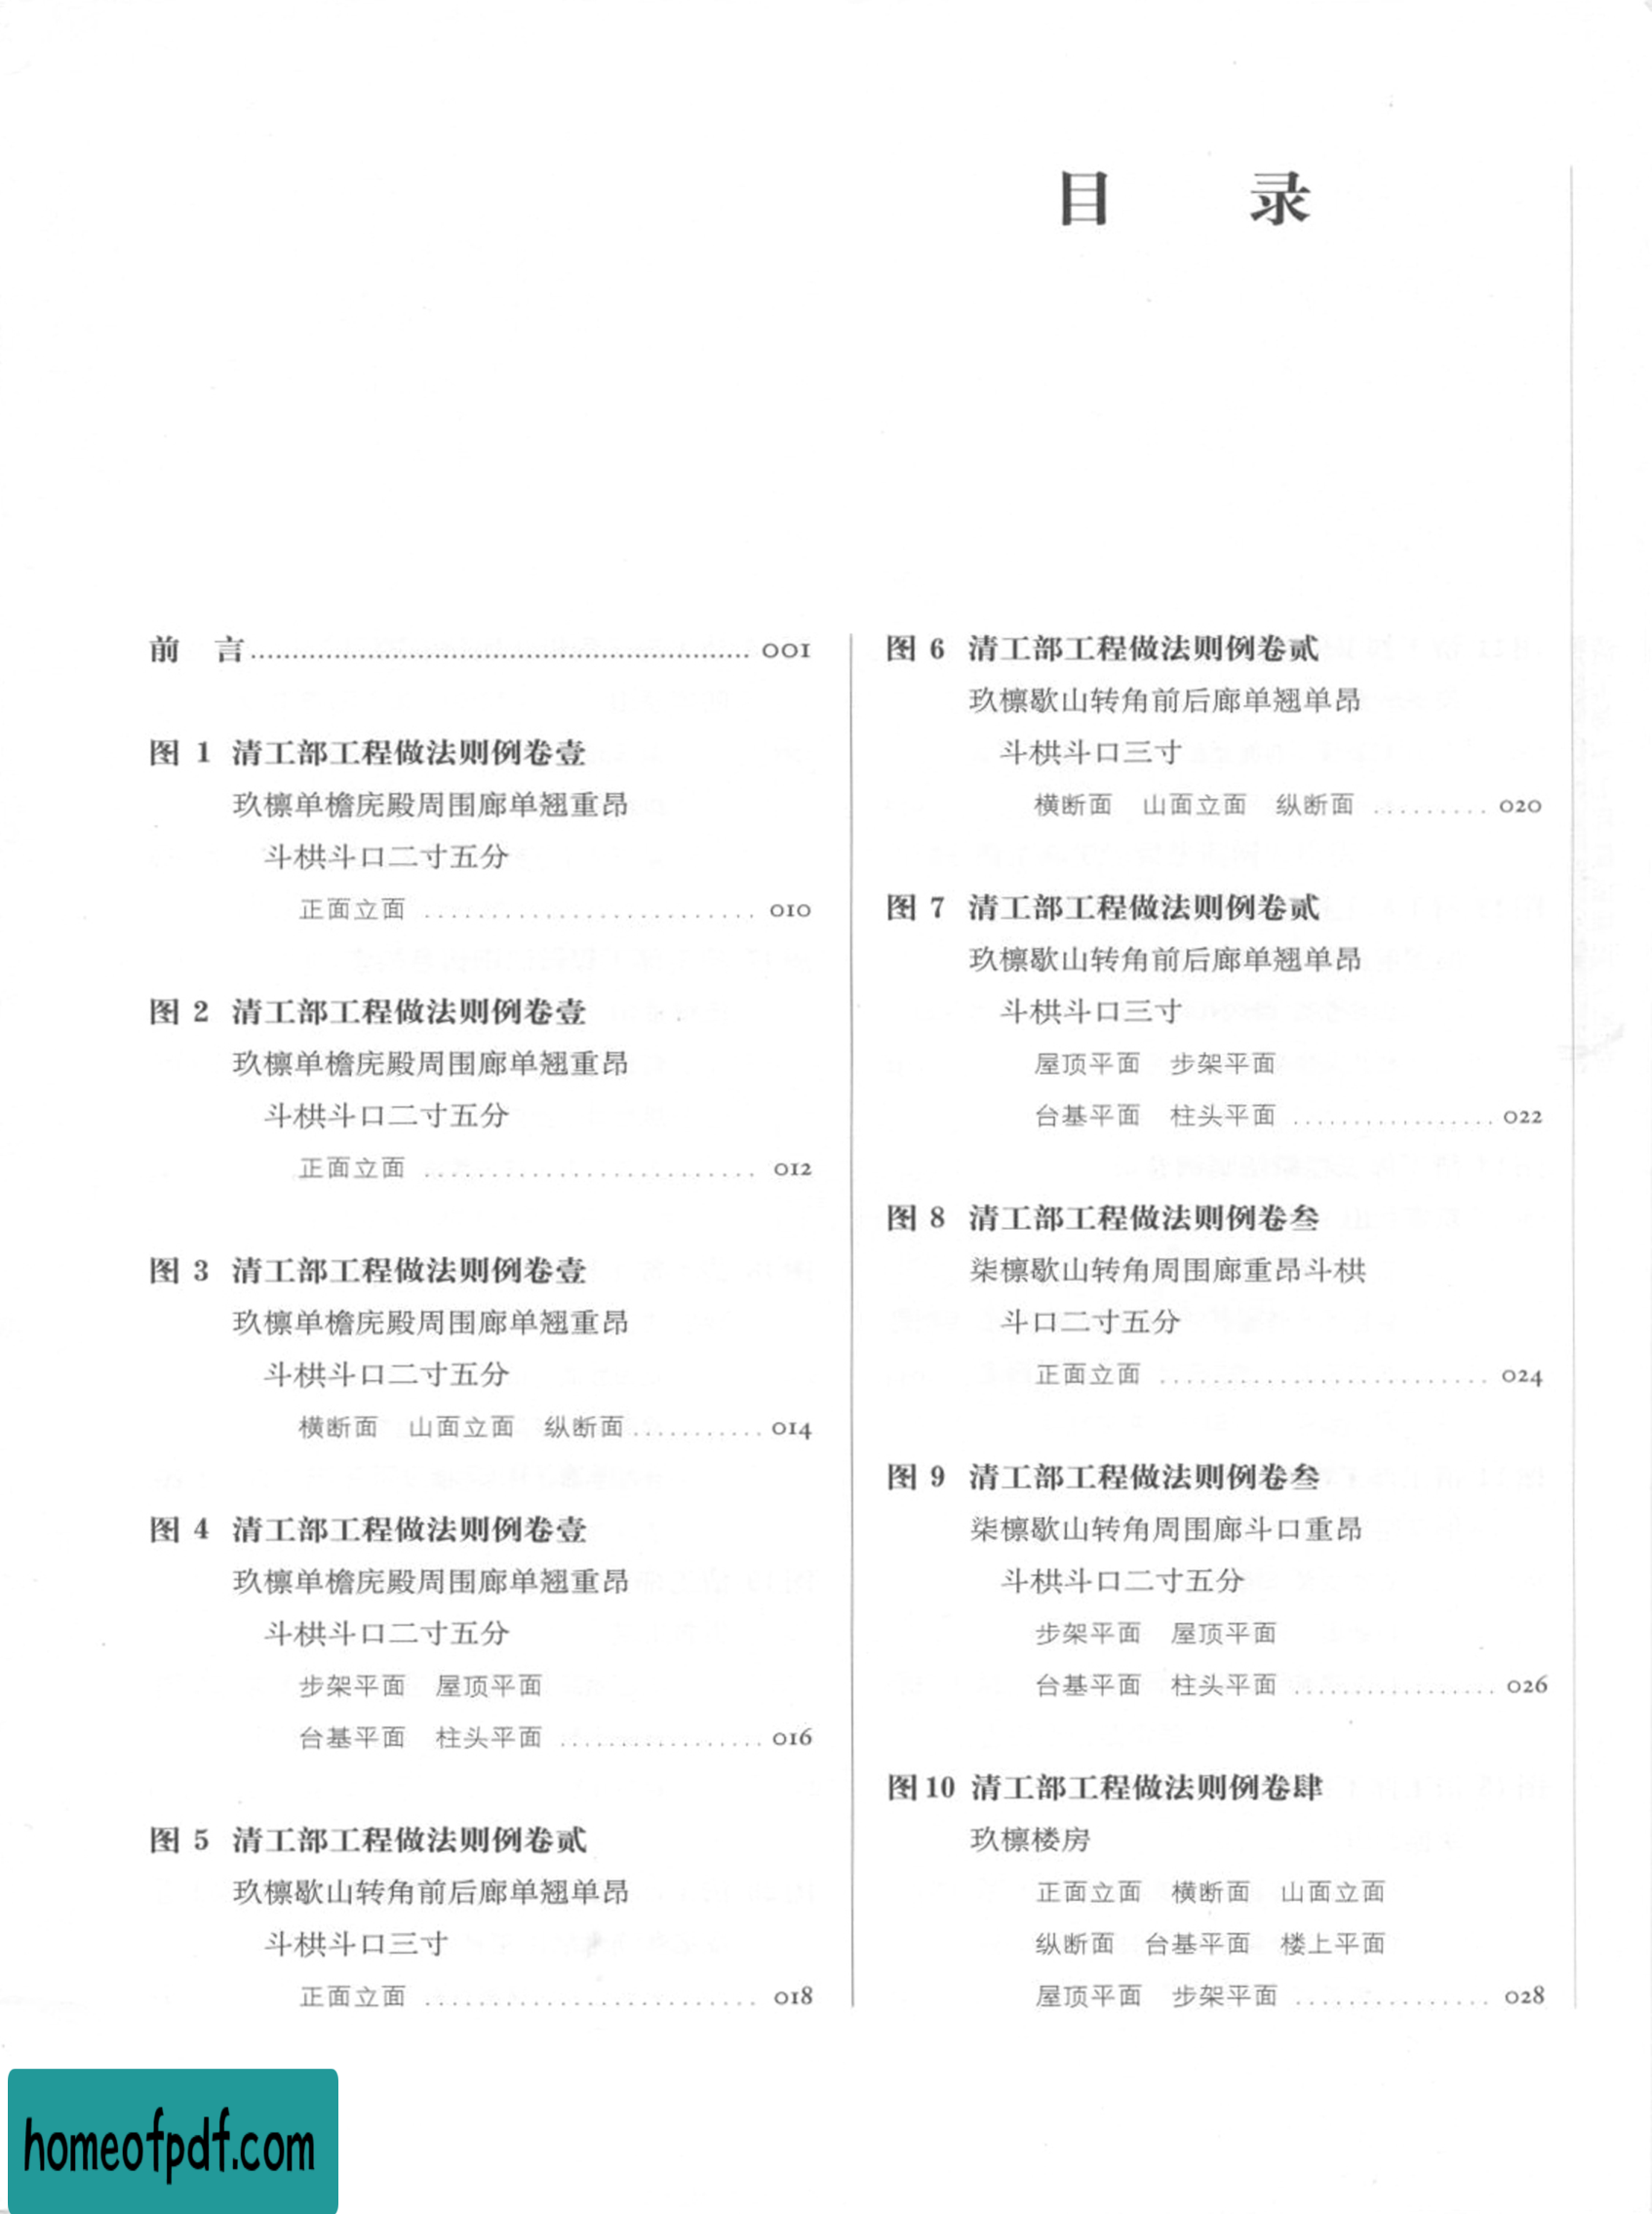 目 录
前 言 001
图 1 清工部工程做法则例卷壹
玖檩单檐庑殿周围廊单翘重昂
斗栱斗口二寸五分
正面立面 010
图 2 清工部工程做法则例卷壹
玖檩单檐庑殿周围廊单翘重昂
斗栱斗口二寸五分
正面立面 012
图 3 清工部工程做法则例卷壹
玖檩单檐庑殿周围廊单翘重昂
斗栱斗口二寸五分
横断面 山面立面 纵断面 014
图 4 清工部工程做法则例卷壹
玖檩单檐庑殿周围廊单翘重昂
斗栱斗口二寸五分
步架平面 屋顶平面
台基平面 柱头平面 016
图 5 清工部工程做法则例卷贰
玖檩歇山转角前后廊单翘单昂
斗栱斗口三寸
正面立面 018
图 6 清工部工程做法则例卷贰
玖檩歇山转角前后廊单翘单昂
斗栱斗口三寸
横断面 山面立面 纵断面 020
图 7 清工部工程做法则例卷贰
玖檩歇山转角前后廊单翘单昂
斗栱斗口三寸
屋顶平面 步架平面
台基平面 柱头平面 022
图 8 清工部工程做法则例卷叁
柒檩歇山转角周围廊重昂斗栱
斗口二寸五分
正面立面 024
图 9 清工部工程做法则例卷叁
柒檩歇山转角周围廊斗口重昂
斗栱斗口二寸五分
步架平面 屋顶平面
台基平面 柱头平面 026
图 10 清工部工程做法则例卷肆
玖檩楼房
正面立面 横断面 山面立面
纵断面 台基平面 楼上平面
屋顶平面 步架平面 028
homeofpdf.com